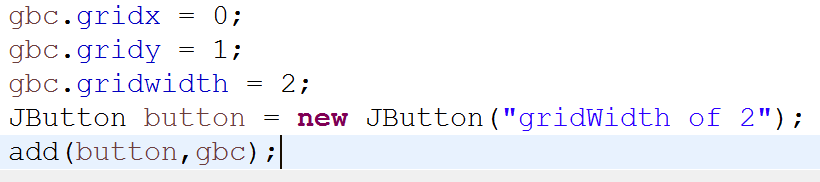 gbc.gridx = 0;
gbc.gridy = 1;
gbc.gridwidth = 2;
JButton button = new JButton("gridWidth of 2");
add(button,gbc);